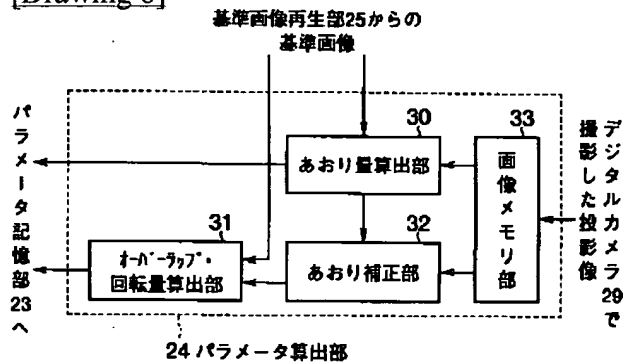 [Drawing 6]
基準画像再生部25からの
基準画像
パラメータ記憶部23へ
30
あおり量算出部
33
画像メモリ部
デジタルカメラ29で
撮影した投影像
31
オーバーラップ・
回転量算出部
32
あおり補正部
24 パラメータ算出部